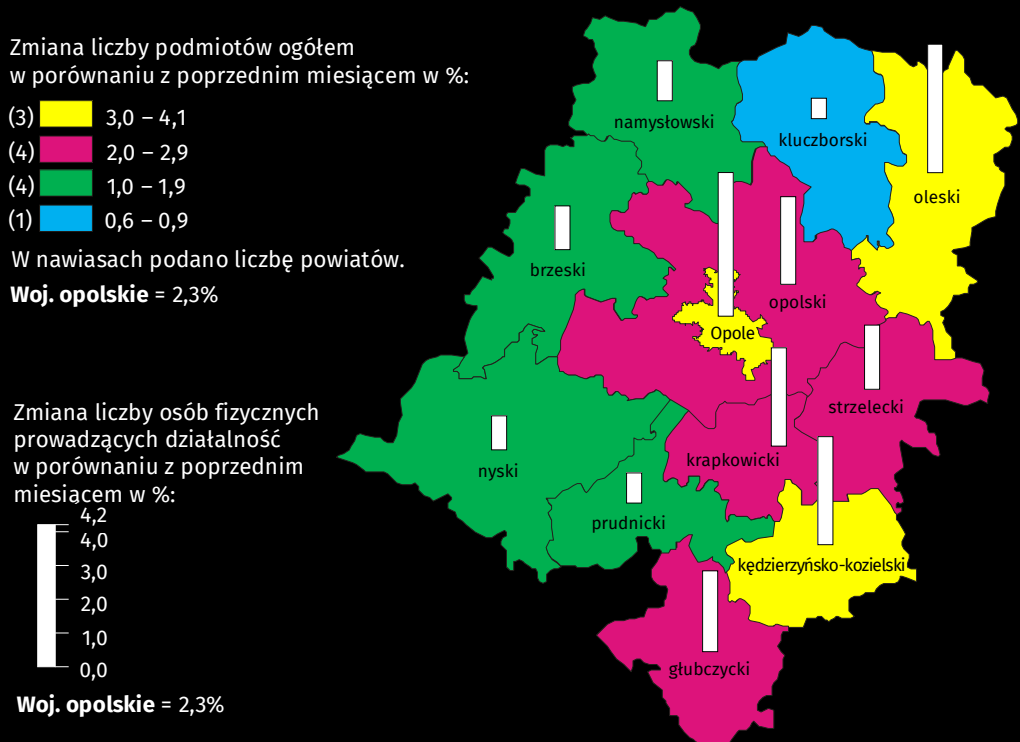 Zmiana liczby podmiotów ogółem
w porównaniu z poprzednim miesiącem w %:
(3) 3,0 – 4,1
(4) 2,0 – 2,9
(4) 1,0 – 1,9
(1) 0,6 – 0,9
W nawiasach podano liczbę powiatów.
Woj. opolskie = 2,3%
Zmiana liczby osób fizycznych
prowadzących działalność
w porównaniu z poprzednim
miesiącem w %:
4,2
4,0
3,0
2,0
1,0
0,0
Woj. opolskie = 2,3%
namysłowski
kluczborski
oleski
brzeski
opolski
Opole
strzelecki
krapkowicki
nyski
prudnicki
kędzierzyńsko-kozielski
głubczycki